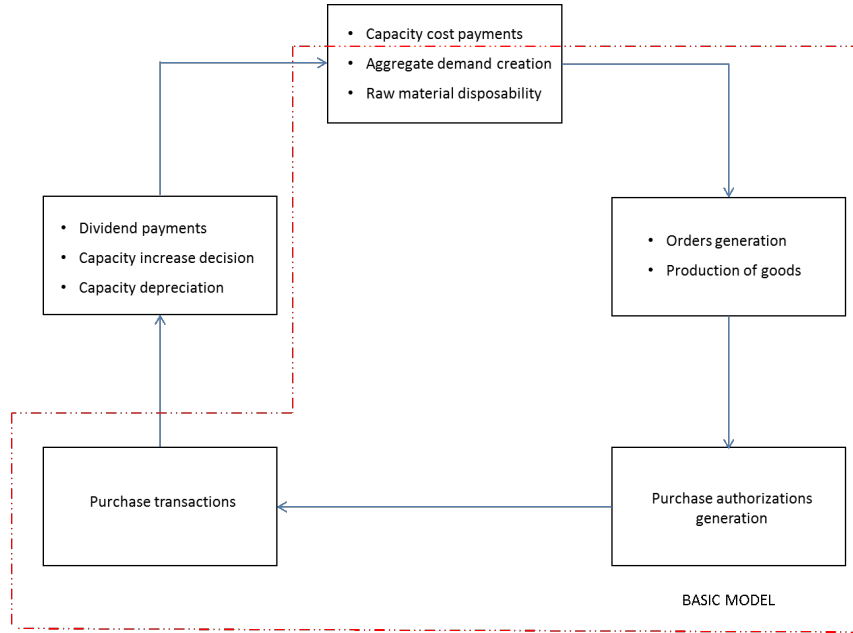 • Capacity cost payments
• Aggregate demand creation
• Raw material disposability
• Dividend payments
• Capacity increase decision
• Capacity depreciation
• Orders generation
• Production of goods
Purchase transactions
Purchase authorizations
generation
BASIC MODEL